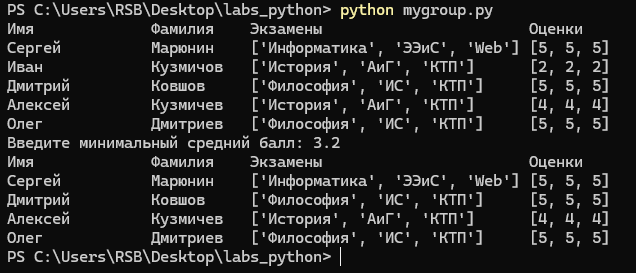 PS C:\Users\RSB\Desktop\labs_python> python mygroup.py
Имя Фамилия Экзамены Оценки
Сергей Марюнин ['Информатика', 'ЭЭиС', 'Web'] [5, 5, 5]
Иван Кузмичов ['История', 'АиГ', 'КТП'] [2, 2, 2]
Дмитрий Ковшов ['Философия', 'ИС', 'КТП'] [5, 5, 5]
Алексей Кузмичев ['История', 'АиГ', 'КТП'] [4, 4, 4]
Олег Дмитриев ['Философия', 'ИС', 'КТП'] [5, 5, 5]
Введите минимальный средний балл: 3.2
Имя Фамилия Экзамены Оценки
Сергей Марюнин ['Информатика', 'ЭЭиС', 'Web'] [5, 5, 5]
Дмитрий Ковшов ['Философия', 'ИС', 'КТП'] [5, 5, 5]
Алексей Кузмичев ['История', 'АиГ', 'КТП'] [4, 4, 4]
Олег Дмитриев ['Философия', 'ИС', 'КТП'] [5, 5, 5]
PS C:\Users\RSB\Desktop\labs_python>